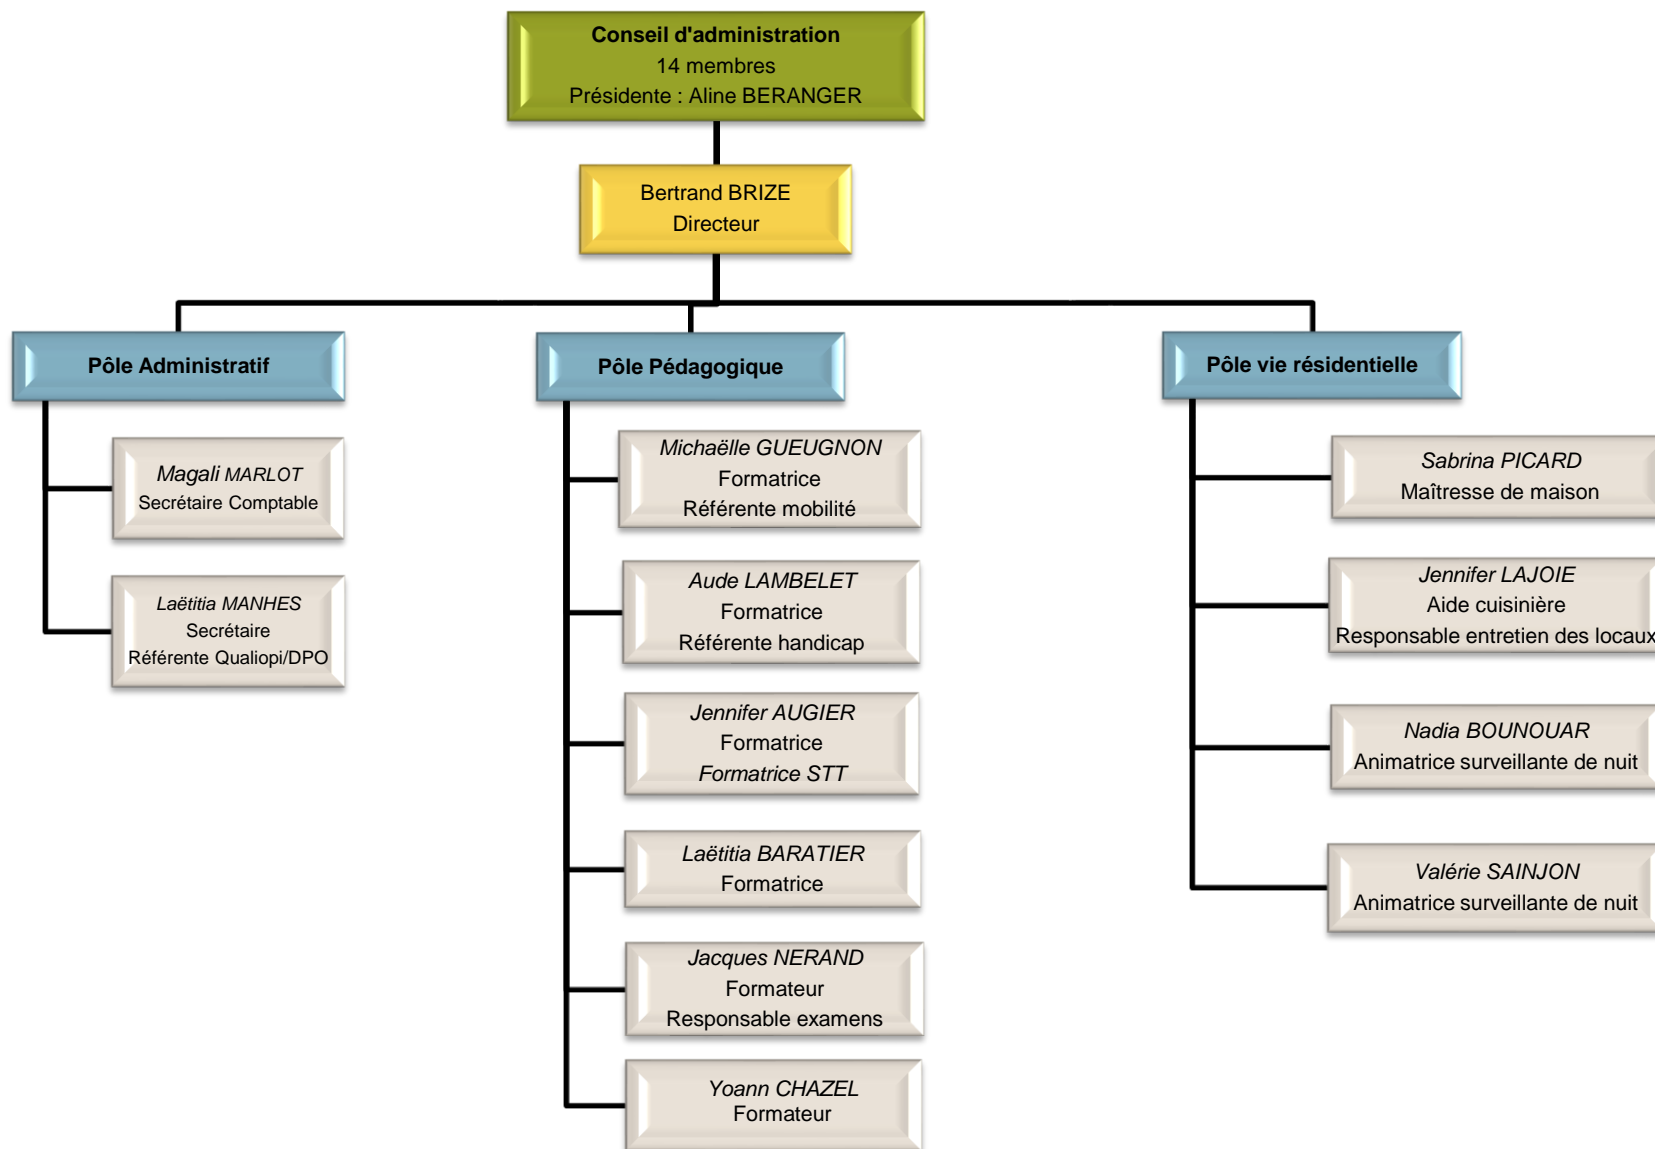 Conseil d'administration
14 membres
Présidente : Aline BERANGER
Bertrand BRIZE
Directeur
Pôle Administratif
Magali MARLOT
Secrétaire Comptable
Laëtitia MANHES
Secrétaire
Référente Qualiopi/DPO
Pôle Pédagogique
Michaëlle GUEUGNON
Formatrice
Référente mobilité
Aude LAMBELET
Formatrice
Référente handicap
Jennifer AUGIER
Formatrice
Formatrice STT
Laëtitia BARATIER
Formatrice
Jacques NERAND
Formateur
Responsable examens
Yoann CHAZEL
Formateur
Pôle vie résidentielle
Sabrina PICARD
Maîtresse de maison
Jennifer LAJOIE
Aide cuisinière
Responsable entretien des locaux
Nadia BOUNOUAR
Animatrice surveillante de nuit
Valérie SAINJON
Animatrice surveillante de nuit